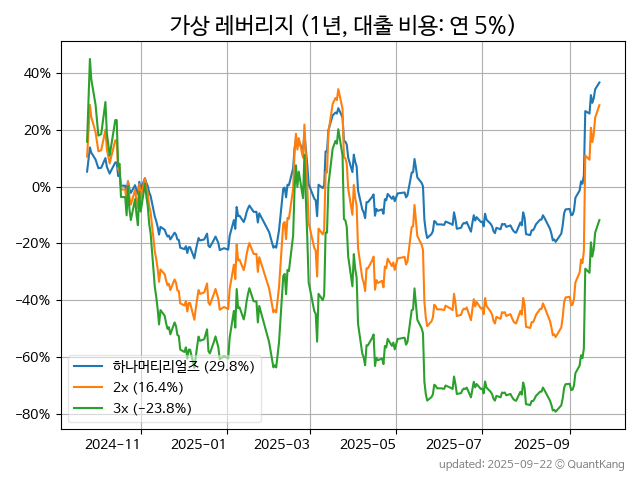 가상 레버리지 (1년, 대출 비용: 연 5%)
40%
20%
0%
−20%
−40%
−60%
−80%
하나머티리얼즈 (29.8%)
2x (16.4%)
3x (−23.8%)
2024-11 2025-01 2025-03 2025-05 2025-07 2025-09
updated: 2025-09-22 © QuantKang